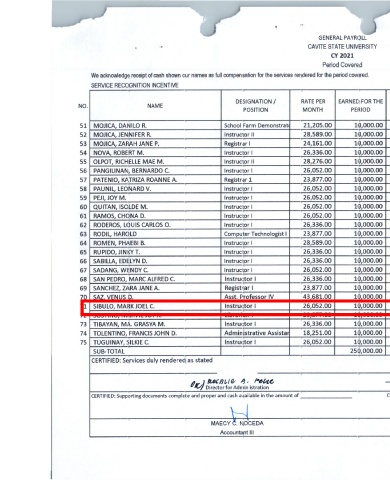 GENERAL PAYROLL
CAVITE STATE UNIVERSITY
CY 2021
Period Covered
We acknowledge receipt of cash shown our names as full compensation for the services rendered for the period covered.
SERVICE RECOGNITION INCENTIVE
NO. NAME DESIGNATION / POSITION RATE PER MONTH EARNED FOR THE PERIOD
51 MOJICA, DANILO R. School Farm Demonstrat 21,205.00 10,000.00
52 MOJICA, JENNIFER R. Instructor II 28,589.00 10,000.00
53 MOJICA, ZARAH JANE P. Registrar I 24,161.00 10,000.00
54 NOVA, ROBERT M. Instructor I 26,336.00 10,000.00
55 OLPOT, RICHELLE MAE M. Instructor II 28,276.00 10,000.00
56 PANGILINAN, BERNARDO C. Instructor I 26,052.00 10,000.00
57 PATENIO, KATRIZA ROANNE A. Registrar 1 23,877.00 10,000.00
58 PAUNIL, LEONARD V. Instructor I 26,052.00 10,000.00
59 PEJI, JOY M. Instructor I 26,052.00 10,000.00
60 QUITAN, ISOLDE M. Instructor I 26,052.00 10,000.00
61 RAMOS, CHONA D. Instructor I 26,052.00 10,000.00
62 RODEROS, LOUIS CARLOS O. Instructor I 26,336.00 10,000.00
63 RODIL, HAROLD Computer Technologist I 23,877.00 10,000.00
64 ROMEN, PHAEBI B. Instructor I 28,589.00 10,000.00
65 RUPIDO, JINKY T. Instructor I 26,336.00 10,000.00
66 SABILLA, EDELYN D. Instructor I 26,336.00 10,000.00
67 SADANG, WENDY C. Instructor I 26,052.00 10,000.00
68 SAN PEDRO, MARC ALFRED C. Instructor I 26,336.00 10,000.00
69 SANCHEZ, ZARA JANE A. Registrar I 23,877.00 10,000.00
70 SAZ, VENUS D. Asst. Professor IV 43,681.00 10,000.00
1 SIBULO, MARK JOEL C. Instructor I 26,052.00 10,000.00
73 TIBAYAN, MA. GRASYA M. Instructor I 26,336.00 10,000.00
74 TOLENTINO, FRANCIS JOHN D. Administrative Assistan 18,251.00 10,000.00
75 TUGUINAY, SILKIE C. Instructor I 26,052.00 10,000.00
SUB-TOTAL 250,000.00
CERTIFIED: Services duly rendered as stated
Director for Administration
CERTIFIED: Supporting documents complete and proper and cash available in the amount of
MAECY C. NOCEDA
Accountant III